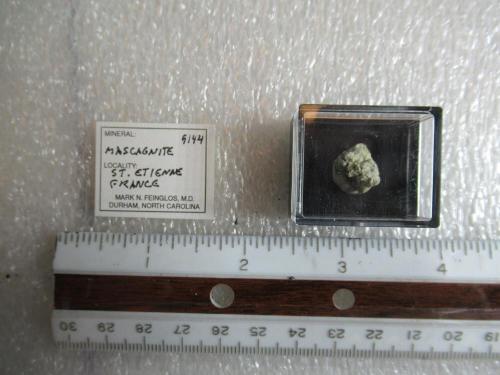 MINERAL: 9144
MASCAGNITE
LOCALITY:
ST. ETIENNE
FRANCE
MARK N. FEINGLOS, M.D.
DURHAM, NORTH CAROLINA
1 2 3 4
30 29 28 27 26 25 24 23 22 21 20 19